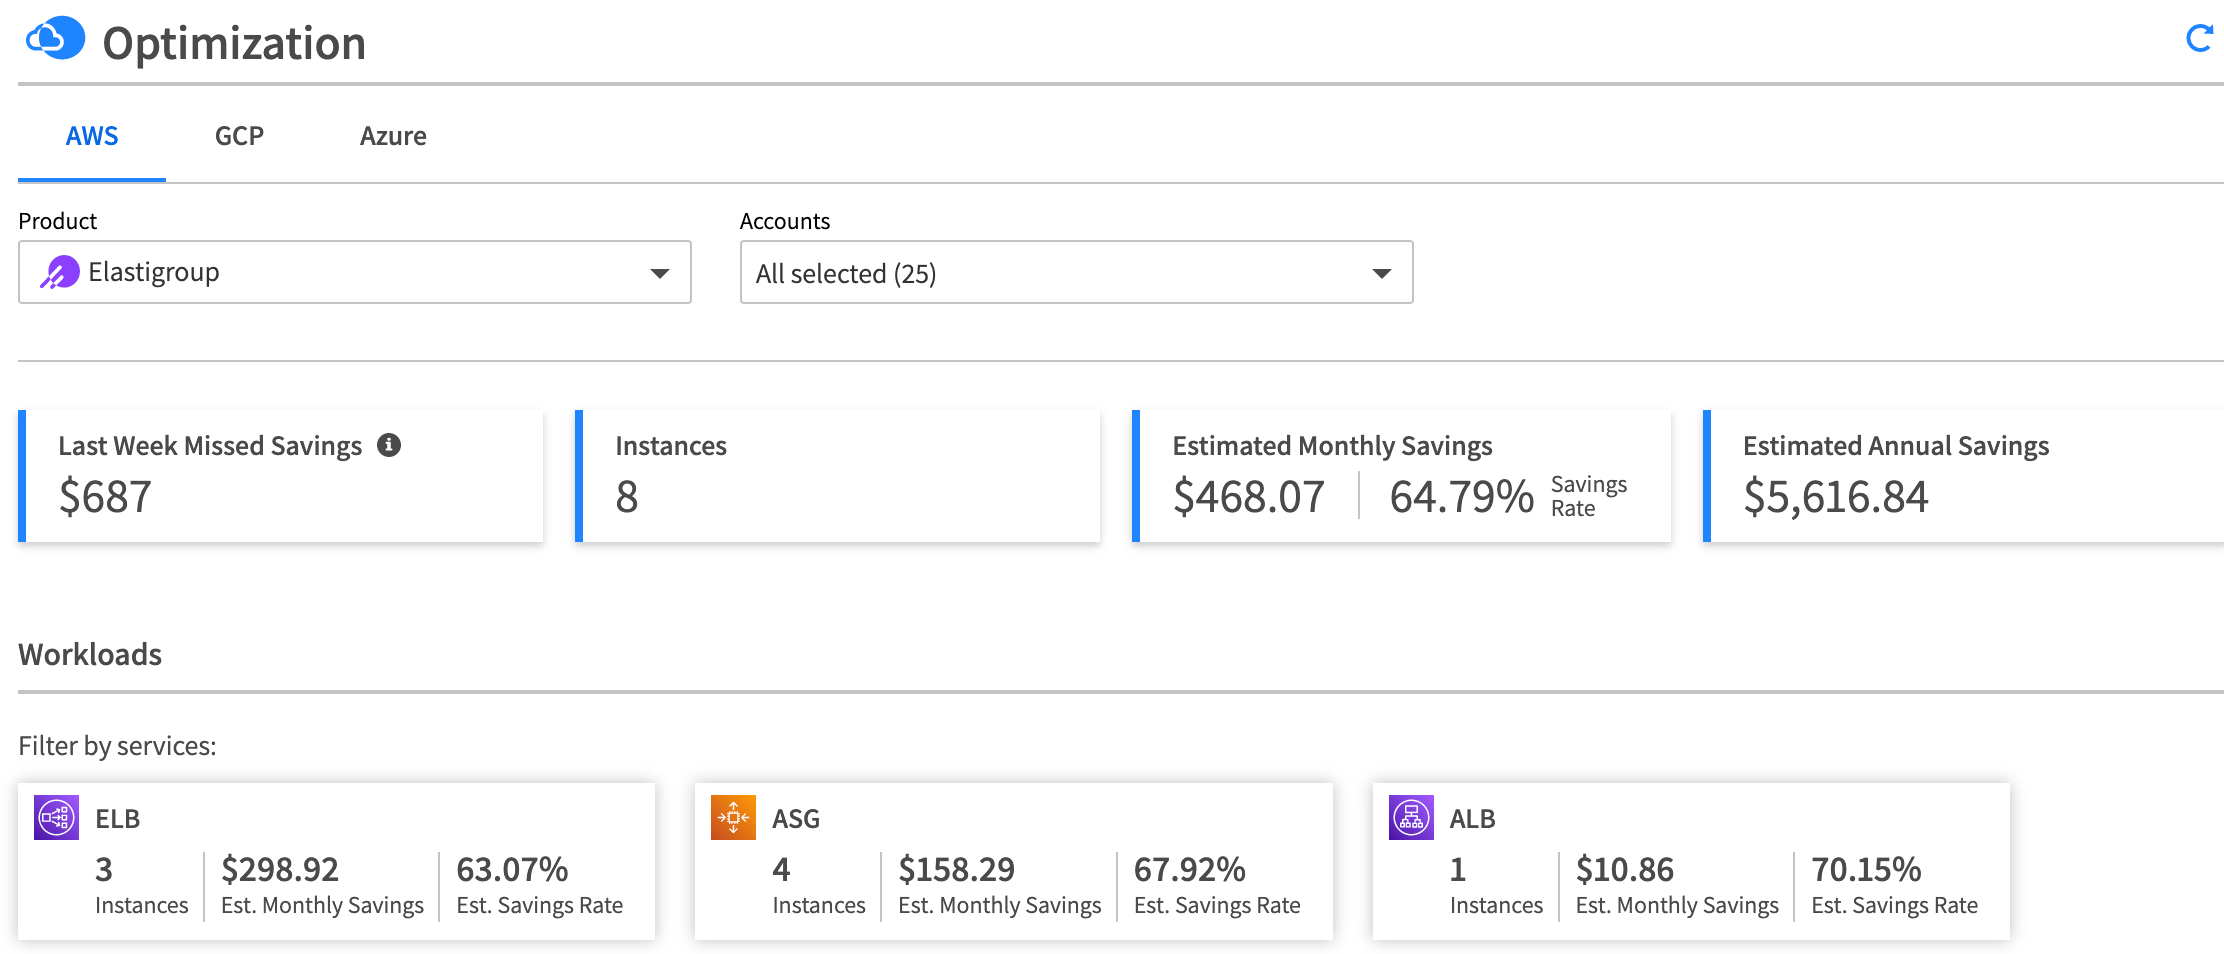 Optimization
AWS GCP Azure
Product Accounts
Elastigroup All selected (25)
Last Week Missed Savings Instances Estimated Monthly Savings Estimated Annual Savings
$687 8 $468.07 64.79% Savings Rate $5,616.84
Workloads
Filter by services:
ELB ASG ALB
3 $298.92 63.07% 4 $158.29 67.92% 1 $10.86 70.15%
Instances Est. Monthly Savings Est. Savings Rate Instances Est. Monthly Savings Est. Savings Rate Instances Est. Monthly Savings Est. Savings Rate